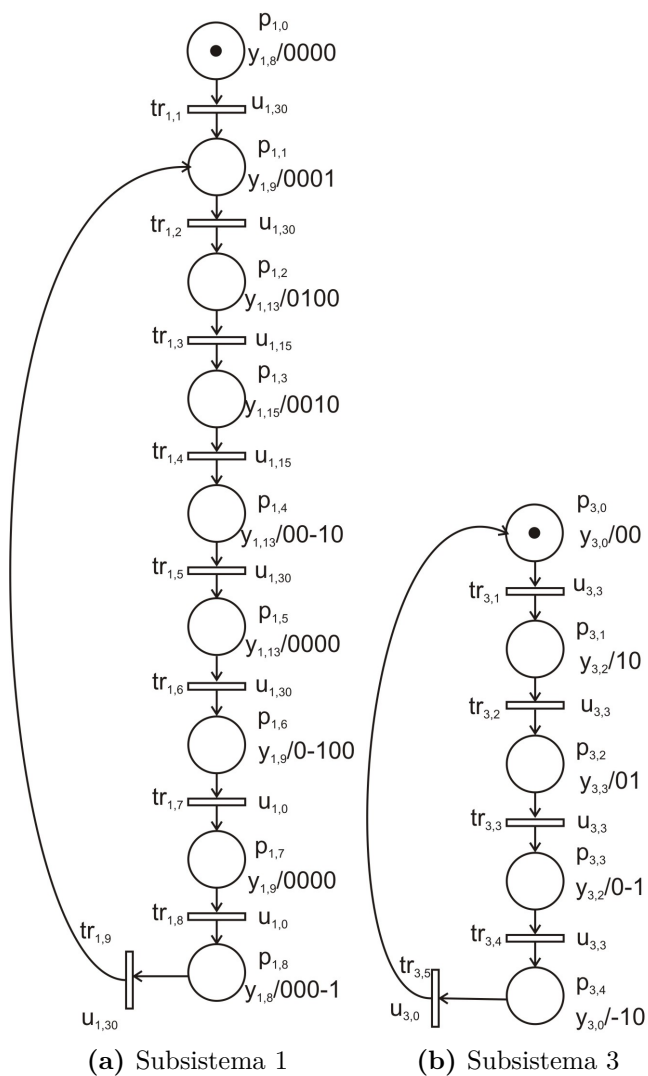 p1,0
y1,8/0000
tr1,1 u1,30
p1,1
y1,9/0001
tr1,2 u1,30
p1,2
y1,13/0100
tr1,3 u1,15
p1,3
y1,15/0010
tr1,4 u1,15
p1,4
y1,13/00-10
tr1,5 u1,30
p1,5
y1,13/0000
tr1,6 u1,30
p1,6
y1,9/0-100
tr1,7 u1,0
p1,7
y1,9/0000
tr1,8 u1,0
p1,8
y1,8/000-1
tr1,9
u1,30
(a) Subsistema 1
p3,0
y3,0/00
tr3,1 u3,3
p3,1
y3,2/10
tr3,2 u3,3
p3,2
y3,3/01
tr3,3 u3,3
p3,3
y3,2/0-1
tr3,4 u3,3
p3,4
y3,0/-10
tr3,5
u3,0
(b) Subsistema 3